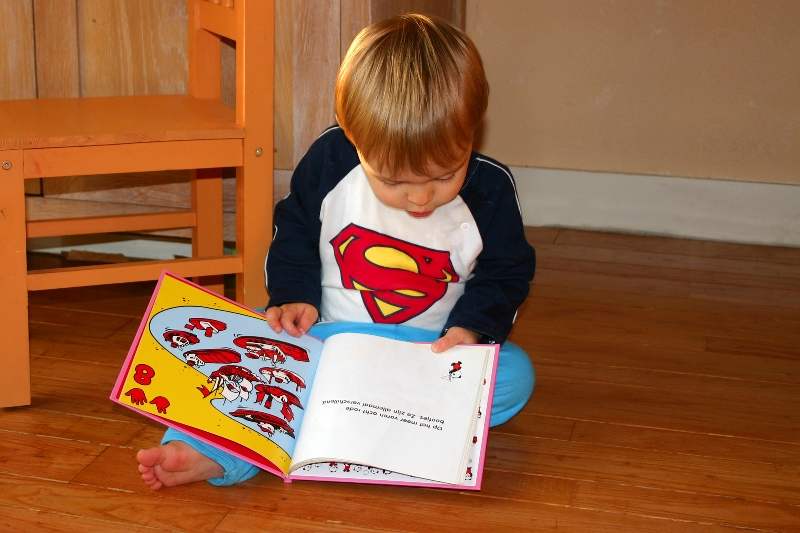 S
8
Op het meer varen acht rode
bootjes. Ze zijn allemaal verschillend.